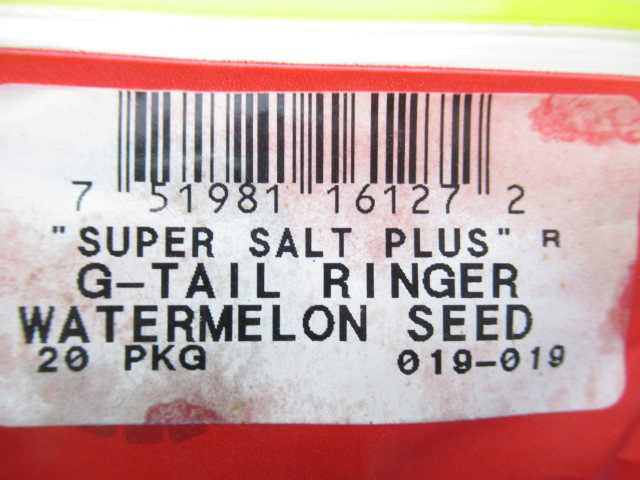 7 51981 16127 2
"SUPER SALT PLUS" R
G-TAIL RINGER
WATERMELON SEED
20 PKG 019-019